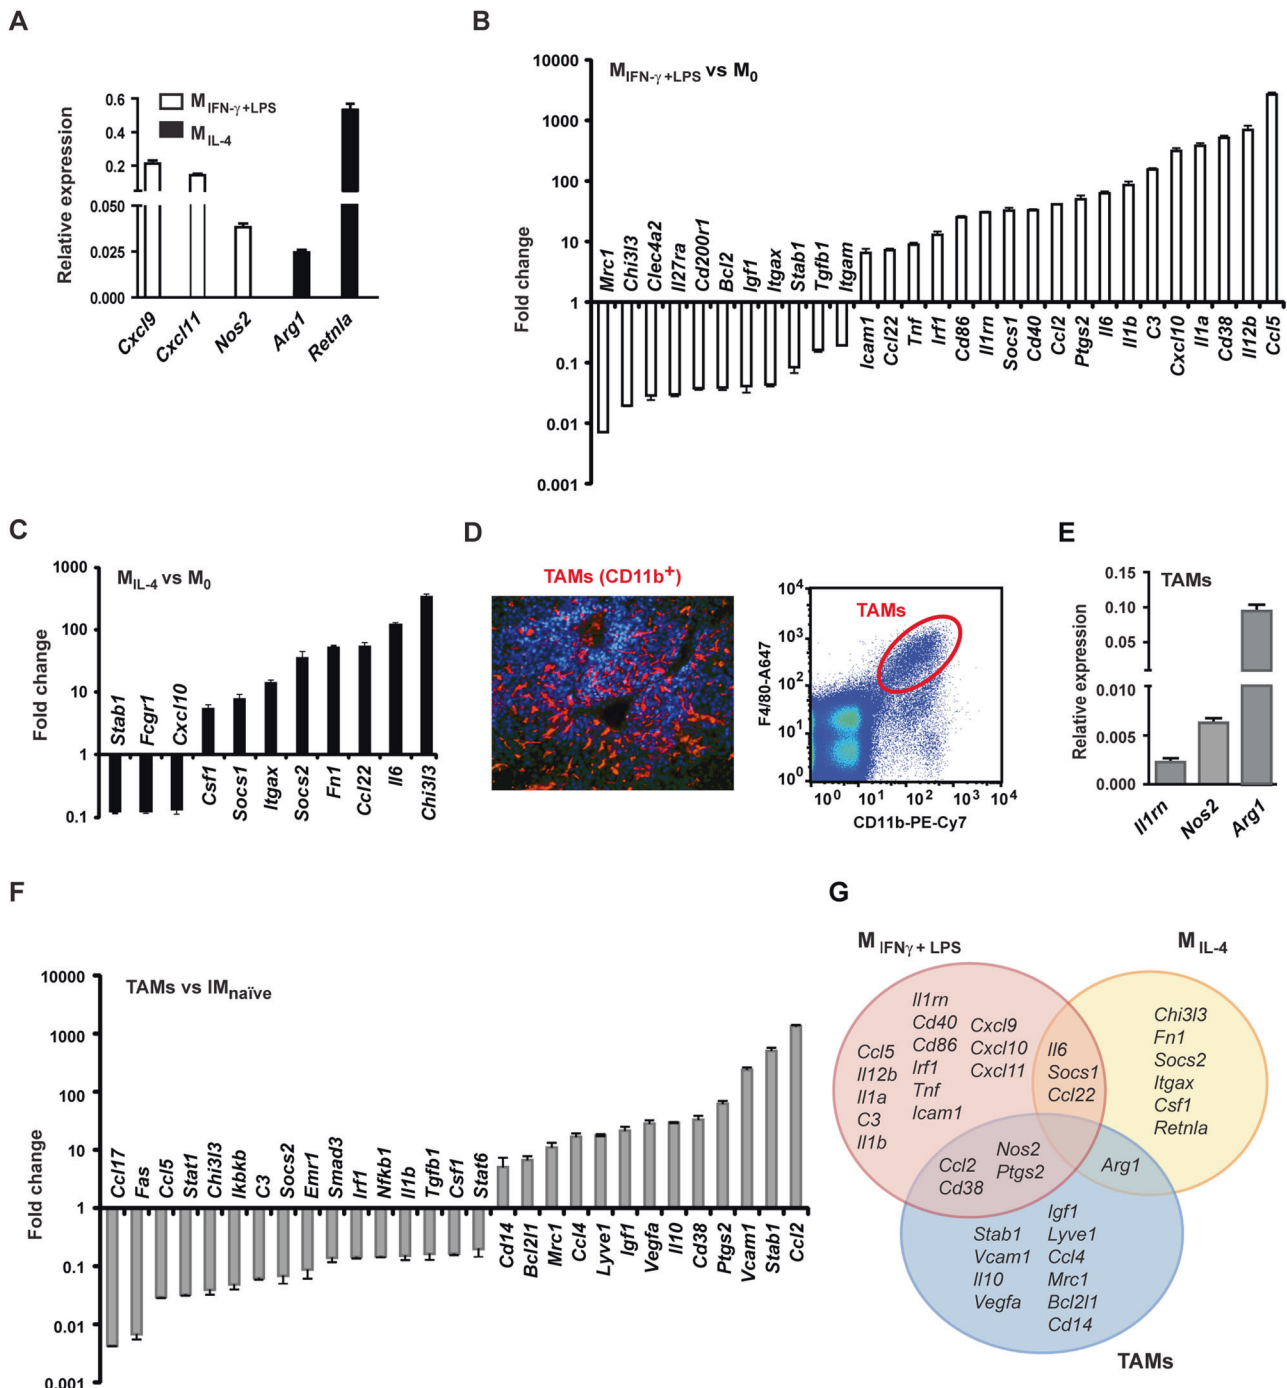 A
0.6
0.4
0.2
0.050
0.025
0.000
Relative expression
M IFN-γ+LPS
M IL-4
Cxcl9
Cxcl11
Nos2
Arg1
Retnla
B
M IFN-γ+LPS vs M0
10000
1000
100
10
1
0.1
0.01
0.001
Fold change
Mrc1
Chi3l3
Clec4a2
Il27ra
Cd200r1
Bcl2
Igf1
Itgax
Stab1
Tgfb1
Itgam
Icam1
Ccl22
Tnf
Irf1
Cd86
Il1rn
Socs1
Cd40
Ccl2
Ptgs2
Il6
Il1b
C3
Cxcl10
Il1a
Cd38
Il12b
Ccl5
C
M IL-4 vs M0
1000
100
10
1
0.1
Fold change
Stab1
Fcgr1
Cxcl10
Csf1
Socs1
Itgax
Socs2
Fn1
Ccl22
Il6
Chi3l3
D
TAMs (CD11b+)
TAMs
10^4
10^3
10^2
10^1
10^0
F4/80-A647
10^0 10^1 10^2 10^3 10^4
CD11b-PE-Cy7
E
TAMs
0.15
0.10
0.05
0.010
0.005
0.000
Relative expression
Il1rn
Nos2
Arg1
F
TAMs vs IM naïve
10000
1000
100
10
1
0.1
0.01
0.001
Fold change
Ccl17
Fas
Ccl5
Stat1
Chi3l3
Ikbkb
C3
Socs2
Emr1
Smad3
Irf1
Nfkb1
Il1b
Tgfb1
Csf1
Stat6
Cd14
Bcl2l1
Mrc1
Ccl4
Lyve1
Igf1
Vegfa
Il10
Cd38
Ptgs2
Vcam1
Stab1
Ccl2
G
M IFNγ + LPS
M IL-4
Ccl5
Il12b
Il1a
C3
Il1b
Il1rn
Cd40
Cd86
Irf1
Tnf
Icam1
Cxcl9
Cxcl10
Cxcl11
Il6
Socs1
Ccl22
Chi3l3
Fn1
Socs2
Itgax
Csf1
Retnla
Ccl2
Cd38
Nos2
Ptgs2
Arg1
Stab1
Vcam1
Il10
Vegfa
Igf1
Lyve1
Ccl4
Mrc1
Bcl2l1
Cd14
TAMs